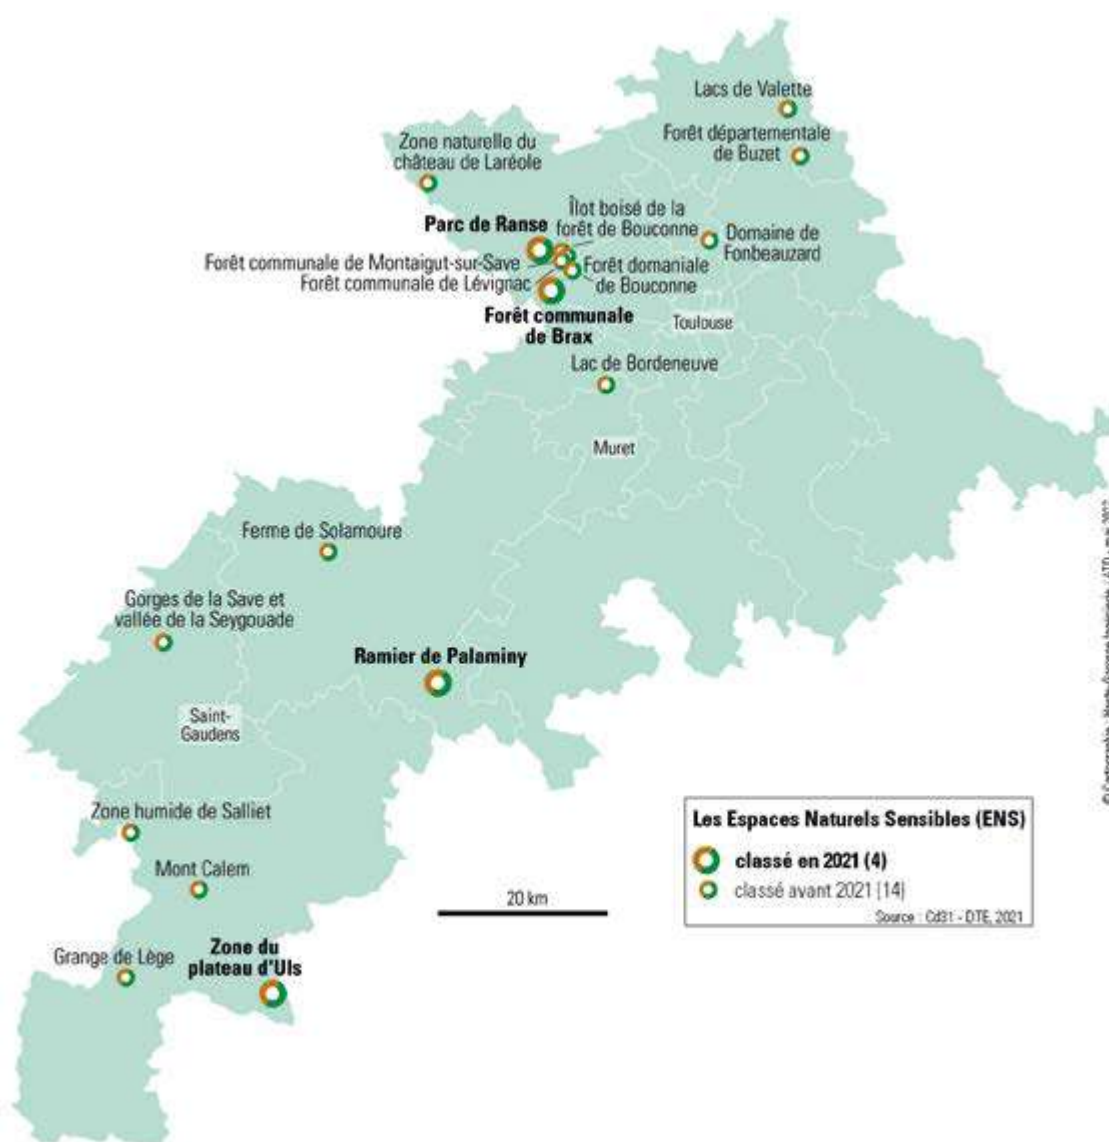 Lacs de Valette
Forêt départementale
de Buzet
Zone naturelle du
château de Laréole
Îlot boisé de la
forêt de Bouconne
Parc de Ranse
Domaine de
Fonbeauzard
Forêt communale de Montaigut-sur-Save
Forêt communale de Lévignac
Forêt domaniale
de Bouconne
Forêt communale
de Brax
Toulouse
Lac de Bordeneuve
Muret
Ferme de Solamoure
Gorges de la Save et
vallée de la Seygouade
Ramier de Palaminy
Saint-
Gaudens
Zone humide de Salliet
Mont Calem
Grange de Lège
Zone du
plateau d'Uls
20 km
Les Espaces Naturels Sensibles (ENS)
classé en 2021 (4)
classé avant 2021 (14)
Source : Cd31 - DTE, 2021
© Cartographie : Haute-Garonne